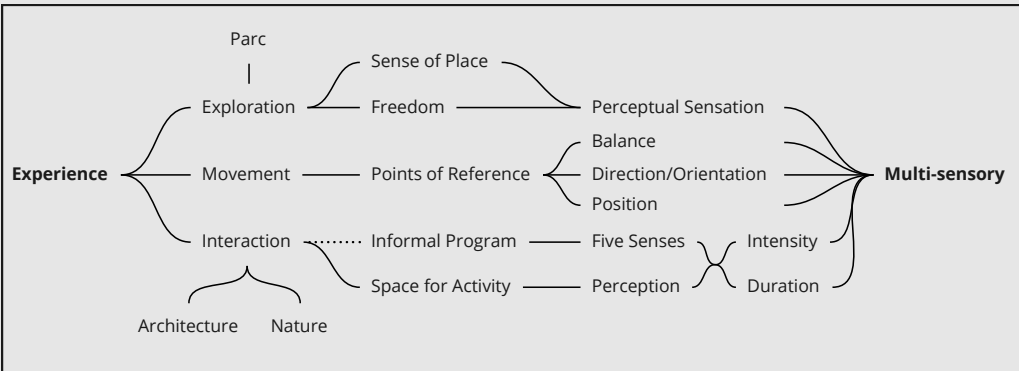 Parc
Sense of Place
Exploration
Freedom
Perceptual Sensation
Balance
Experience
Movement
Points of Reference
Direction/Orientation
Multi-sensory
Position
Interaction
Informal Program
Five Senses
Intensity
Space for Activity
Perception
Duration
Architecture
Nature